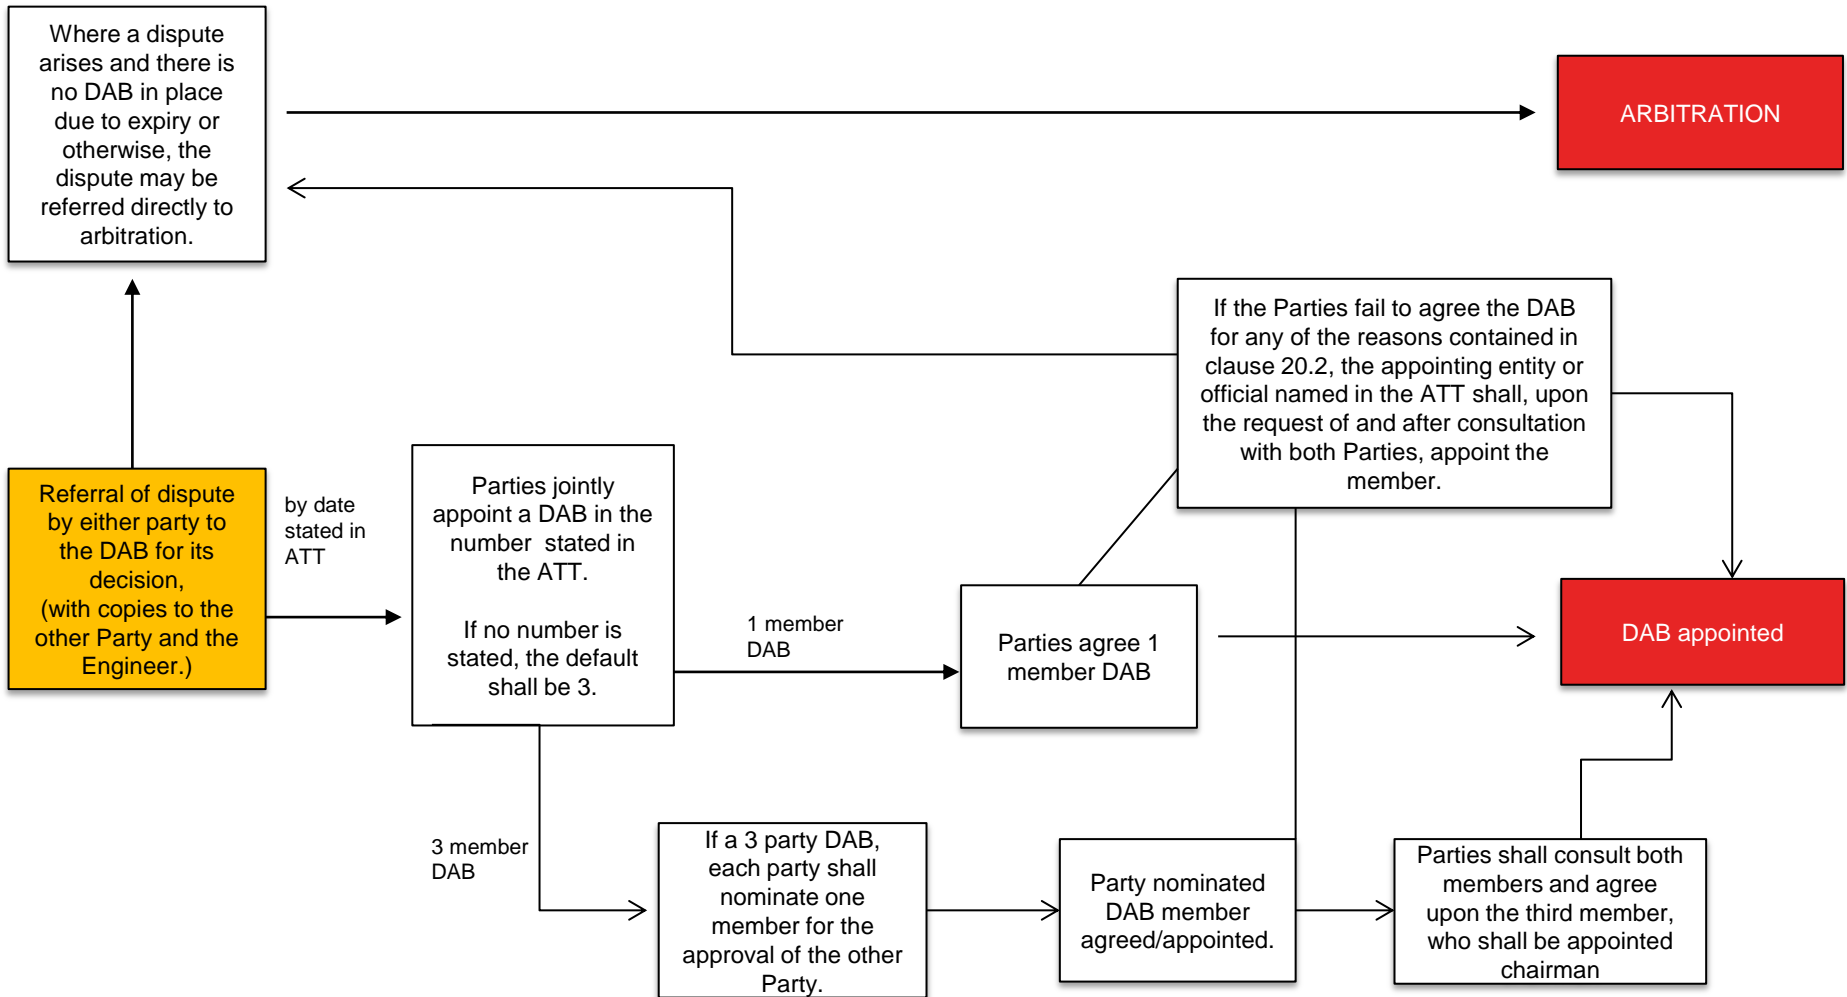 Where a dispute
arises and there is
no DAB in place
due to expiry or
otherwise, the
dispute may be
referred directly to
arbitration.
ARBITRATION
If the Parties fail to agree the DAB
for any of the reasons contained in
clause 20.2, the appointing entity or
official named in the ATT shall, upon
the request of and after consultation
with both Parties, appoint the
member.
Referral of dispute
by either party to
the DAB for its
decision,
(with copies to the
other Party and the
Engineer.)
by date
stated in
ATT
Parties jointly
appoint a DAB in the
number stated in
the ATT.
If no number is
stated, the default
shall be 3.
1 member
DAB
Parties agree 1
member DAB
DAB appointed
3 member
DAB
If a 3 party DAB,
each party shall
nominate one
member for the
approval of the other
Party.
Party nominated
DAB member
agreed/appointed.
Parties shall consult both
members and agree
upon the third member,
who shall be appointed
chairman